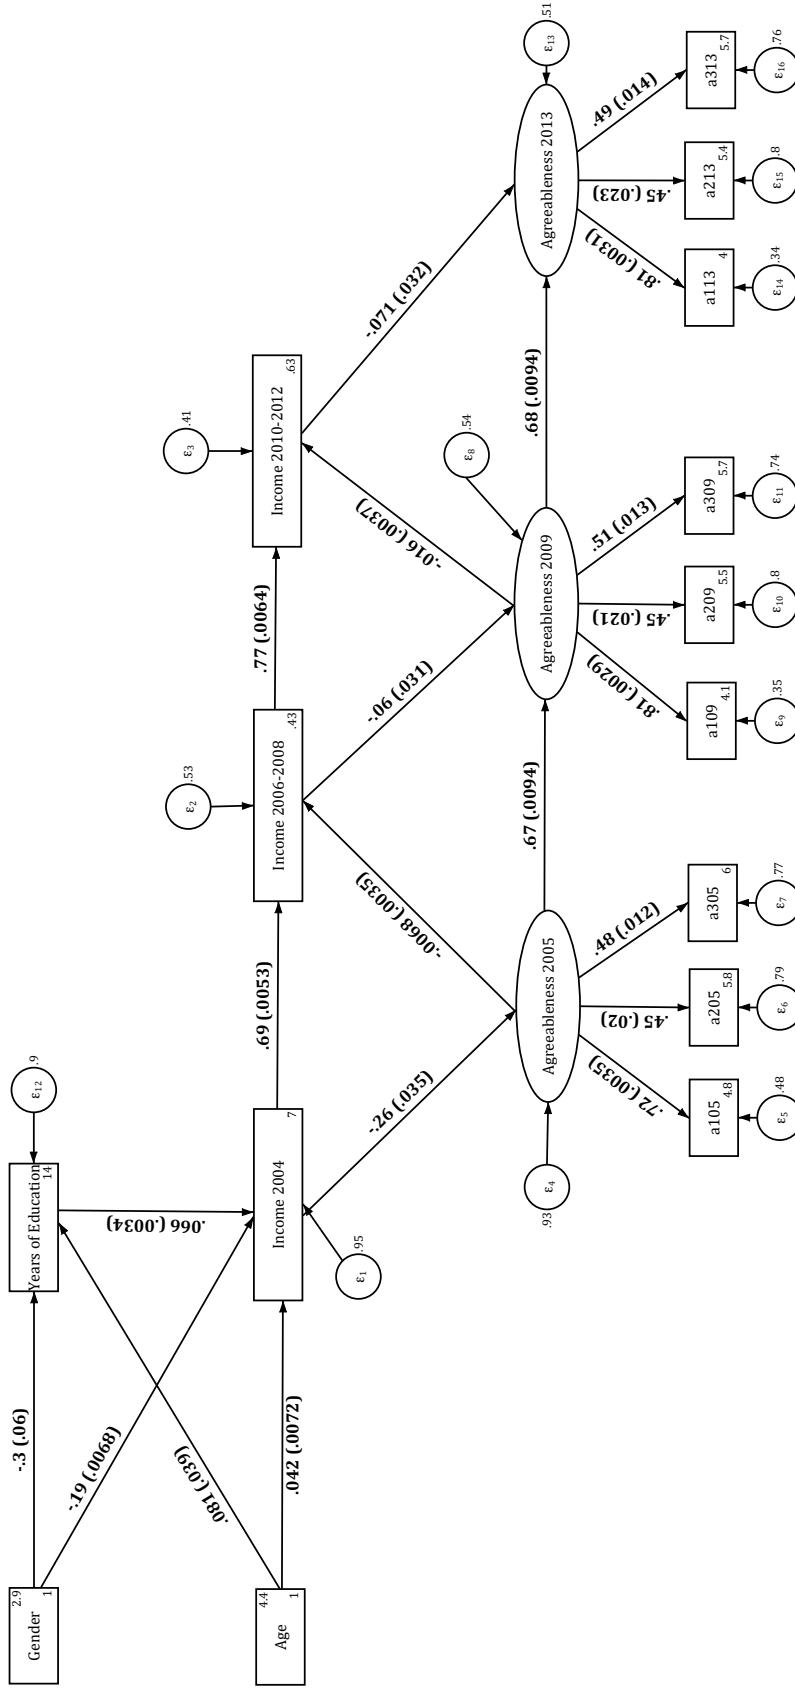 Gender
2.9
1
Age
4.4
1
-.3 (.06)
-.19 (.0068)
.081 (.039)
.042 (.0072)
Years of Education
14
ε12
.9
.066 (.0034)
Income 2004
7
ε1
.95
.69 (.0053)
Income 2006-2008
.43
ε2
.53
.77 (.0064)
Income 2010-2012
.63
ε3
.41
-.26 (.035)
-.0068 (.0035)
-.06 (.031)
-.016 (.0037)
-.071 (.032)
ε4
.93
Agreeableness 2005
.67 (.0094)
Agreeableness 2009
ε8
.54
.68 (.0094)
Agreeableness 2013
ε13
.51
.72 (.0035)
.45 (.02)
.48 (.012)
.81 (.0029)
.45 (.021)
.51 (.013)
.81 (.0031)
.45 (.023)
.49 (.014)
a105
4.8
a205
5.8
a305
6
a109
4.1
a209
5.5
a309
5.7
a113
4
a213
5.4
a313
5.7
ε5
.48
ε6
.79
ε7
.77
ε9
.35
ε10
.8
ε11
.74
ε14
.34
ε15
.8
ε16
.76